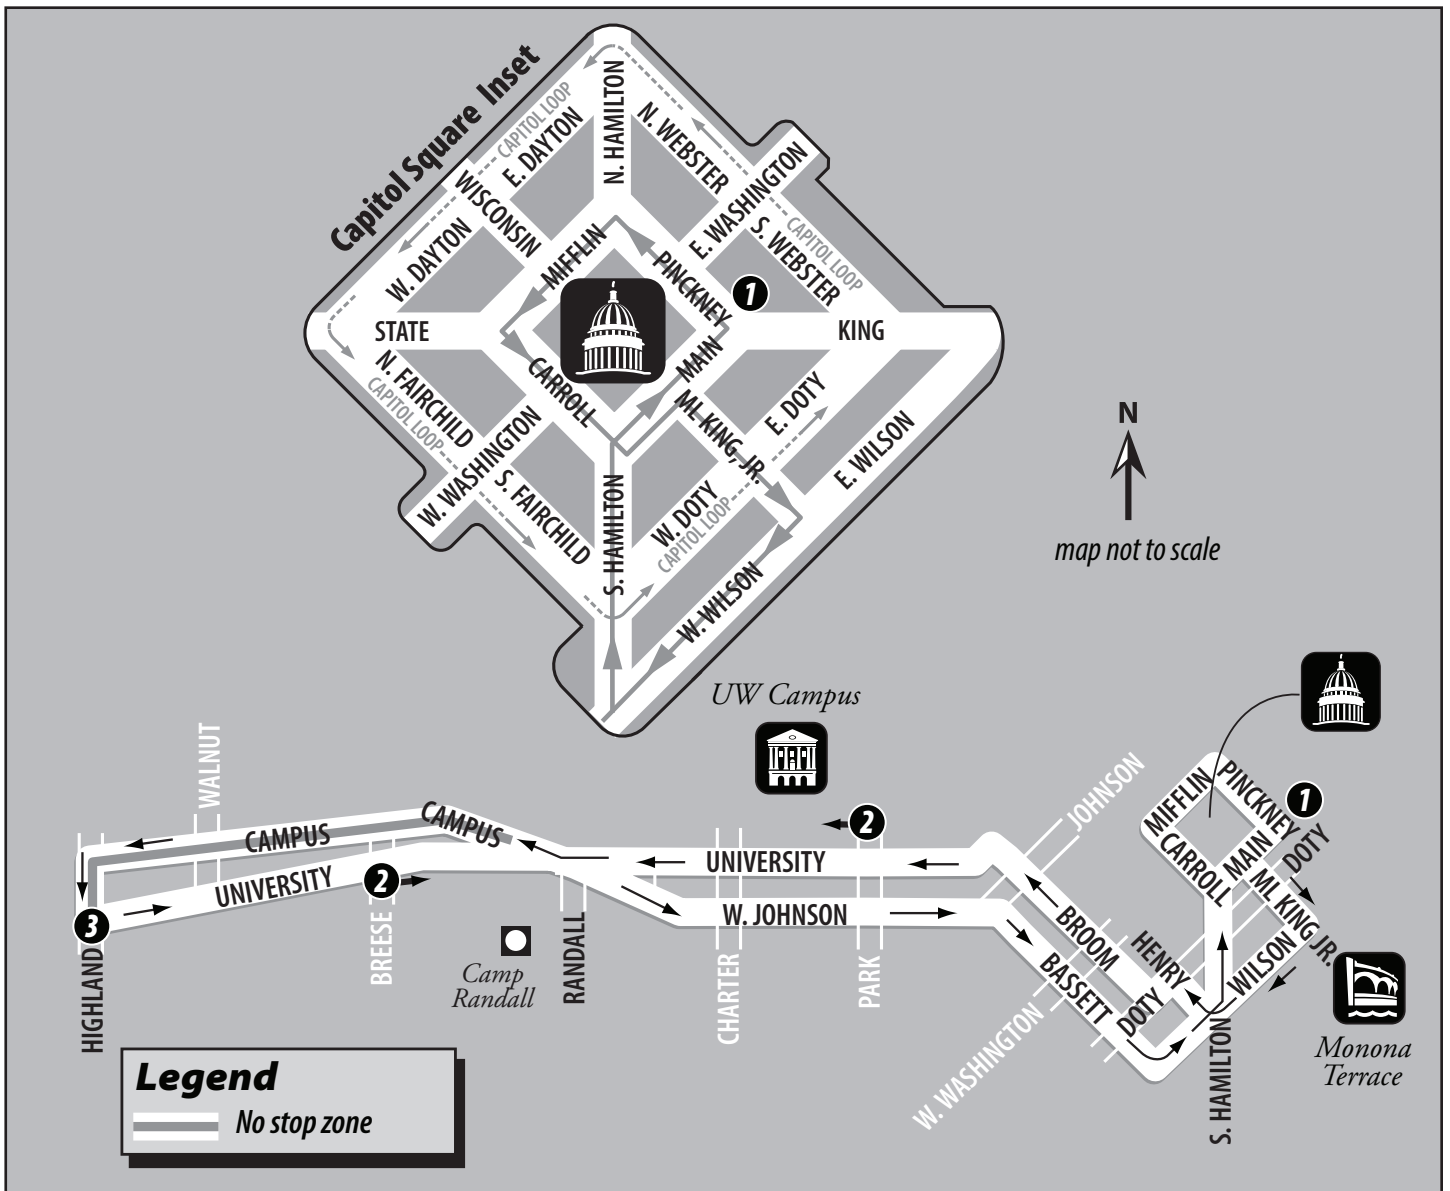 Capitol Square Inset
CAPITOL LOOP
E. DAYTON
N. HAMILTON
N. WEBSTER
E. WASHINGTON
WISCONSIN
W. DAYTON
MIFFLIN
PINCKNEY
S. WEBSTER
CAPITOL LOOP
1
STATE
KING
N. FAIRCHILD
CAPITOL LOOP
CARROLL
MAIN
ML KING, JR.
E. DOTY
E. WILSON
W. WASHINGTON
S. FAIRCHILD
S. HAMILTON
W. DOTY
CAPITOL LOOP
W. WILSON
N
map not to scale
UW Campus
WALNUT
CAMPUS
CAMPUS
UNIVERSITY
2
3
HIGHLAND
BREESE
Camp
Randall
RANDALL
UNIVERSITY
2
W. JOHNSON
CHARTER
PARK
JOHNSON
BROOM
BASSETT
W. WASHINGTON
HENRY
DOTY
MIFFLIN
PINCKNEY
1
DOTY
MAIN
CARROLL
ML KING JR.
WILSON
S. HAMILTON
Monona
Terrace
Legend
No stop zone